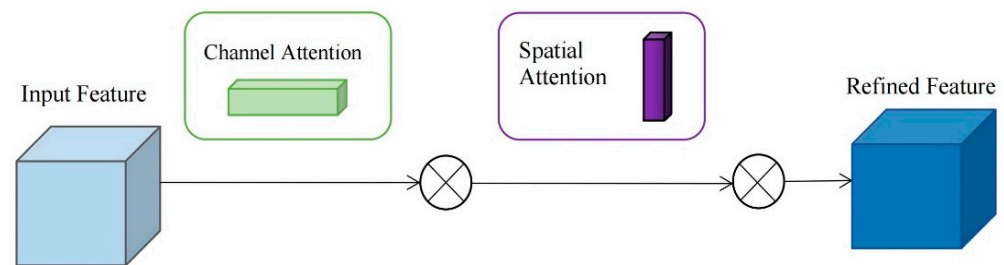 Input Feature
Channel Attention
Spatial
Attention
Refined Feature